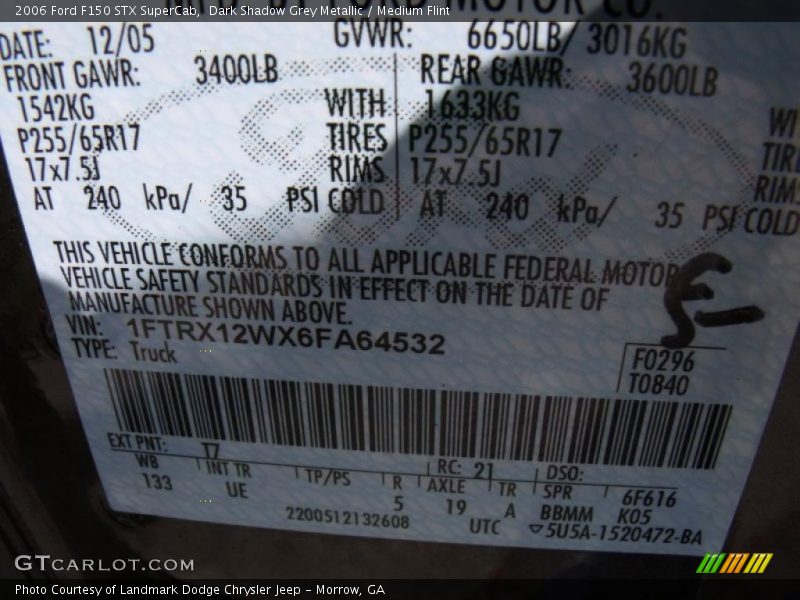 2006 Ford F150 STX SuperCab, Dark Shadow Grey Metallic / Medium Flint
MOTOR CO.
DATE: 12/05 GVWR: 6650LB/ 3016KG
FRONT GAWR: 3400LB REAR GAWR: 3600LB
1542KG WITH 1633KG
P255/65R17 TIRES P255/65R17 TIRE
17x7.5J RIMS 17x7.5J RIMS
AT 240 kPa/ 35 PSI COLD AT 240 kPa/ 35 PSI COLD
THIS VEHICLE CONFORMS TO ALL APPLICABLE FEDERAL MOTOR
VEHICLE SAFETY STANDARDS IN EFFECT ON THE DATE OF
MANUFACTURE SHOWN ABOVE.
VIN: 1FTRX12WX6FA64532
TYPE: Truck
F0296
T0840
EXT PNT: T7 RC: 21 DSO:
WB INT TR TP/PS R AXLE TR SPR 6F616
133 UE 5 19 A BBMM K05
2200512132608 UTC 5U5A-1520472-BA
GTCARLOT.COM
Photo Courtesy of Landmark Dodge Chrysler Jeep - Morrow, GA